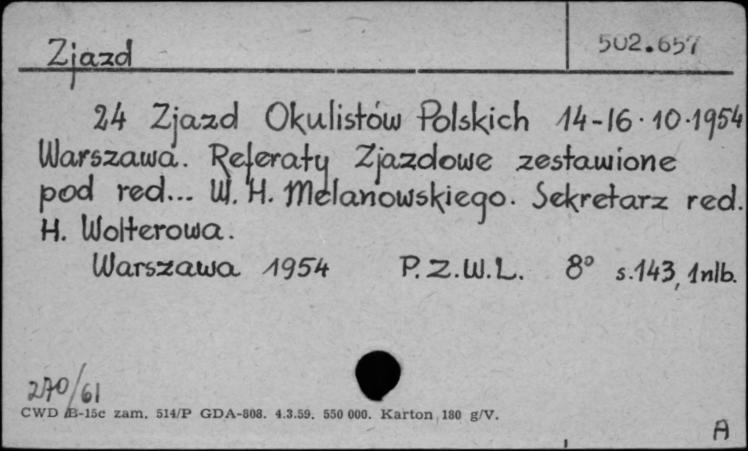 Zjazd
502.657
24 Zjazd Okulistów Polskich 14-16.10.1954
Warszawa. Referaty Zjazdowe zestawione
pod red... W. H. Melanowskiego. Sekretarz red.
H. Wolterowa.
Warszawa 1954 P.Z.W.L. 8° s.143, 1nlb.
270/61
CWD B-15c zam. 514/P GDA-808. 4.3.59. 550 000. Karton 180 g/V.
A